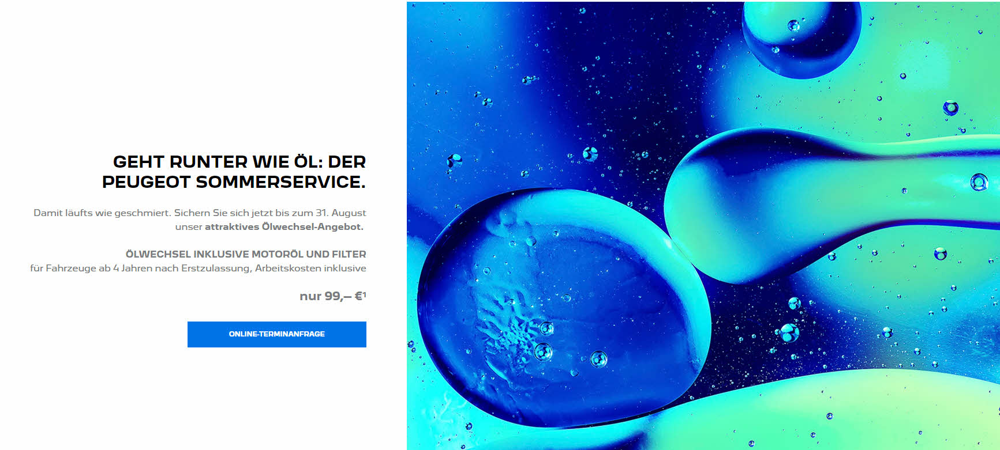 GEHT RUNTER WIE ÖL: DER
PEUGEOT SOMMERSERVICE.
Damit läufts wie geschmiert. Sichern Sie sich jetzt bis zum 31. August
unser attraktives Ölwechsel-Angebot.
ÖLWECHSEL INKLUSIVE MOTORÖL UND FILTER
für Fahrzeuge ab 4 Jahren nach Erstzulassung, Arbeitskosten inklusive
nur 99,– €¹
ONLINE-TERMINANFRAGE